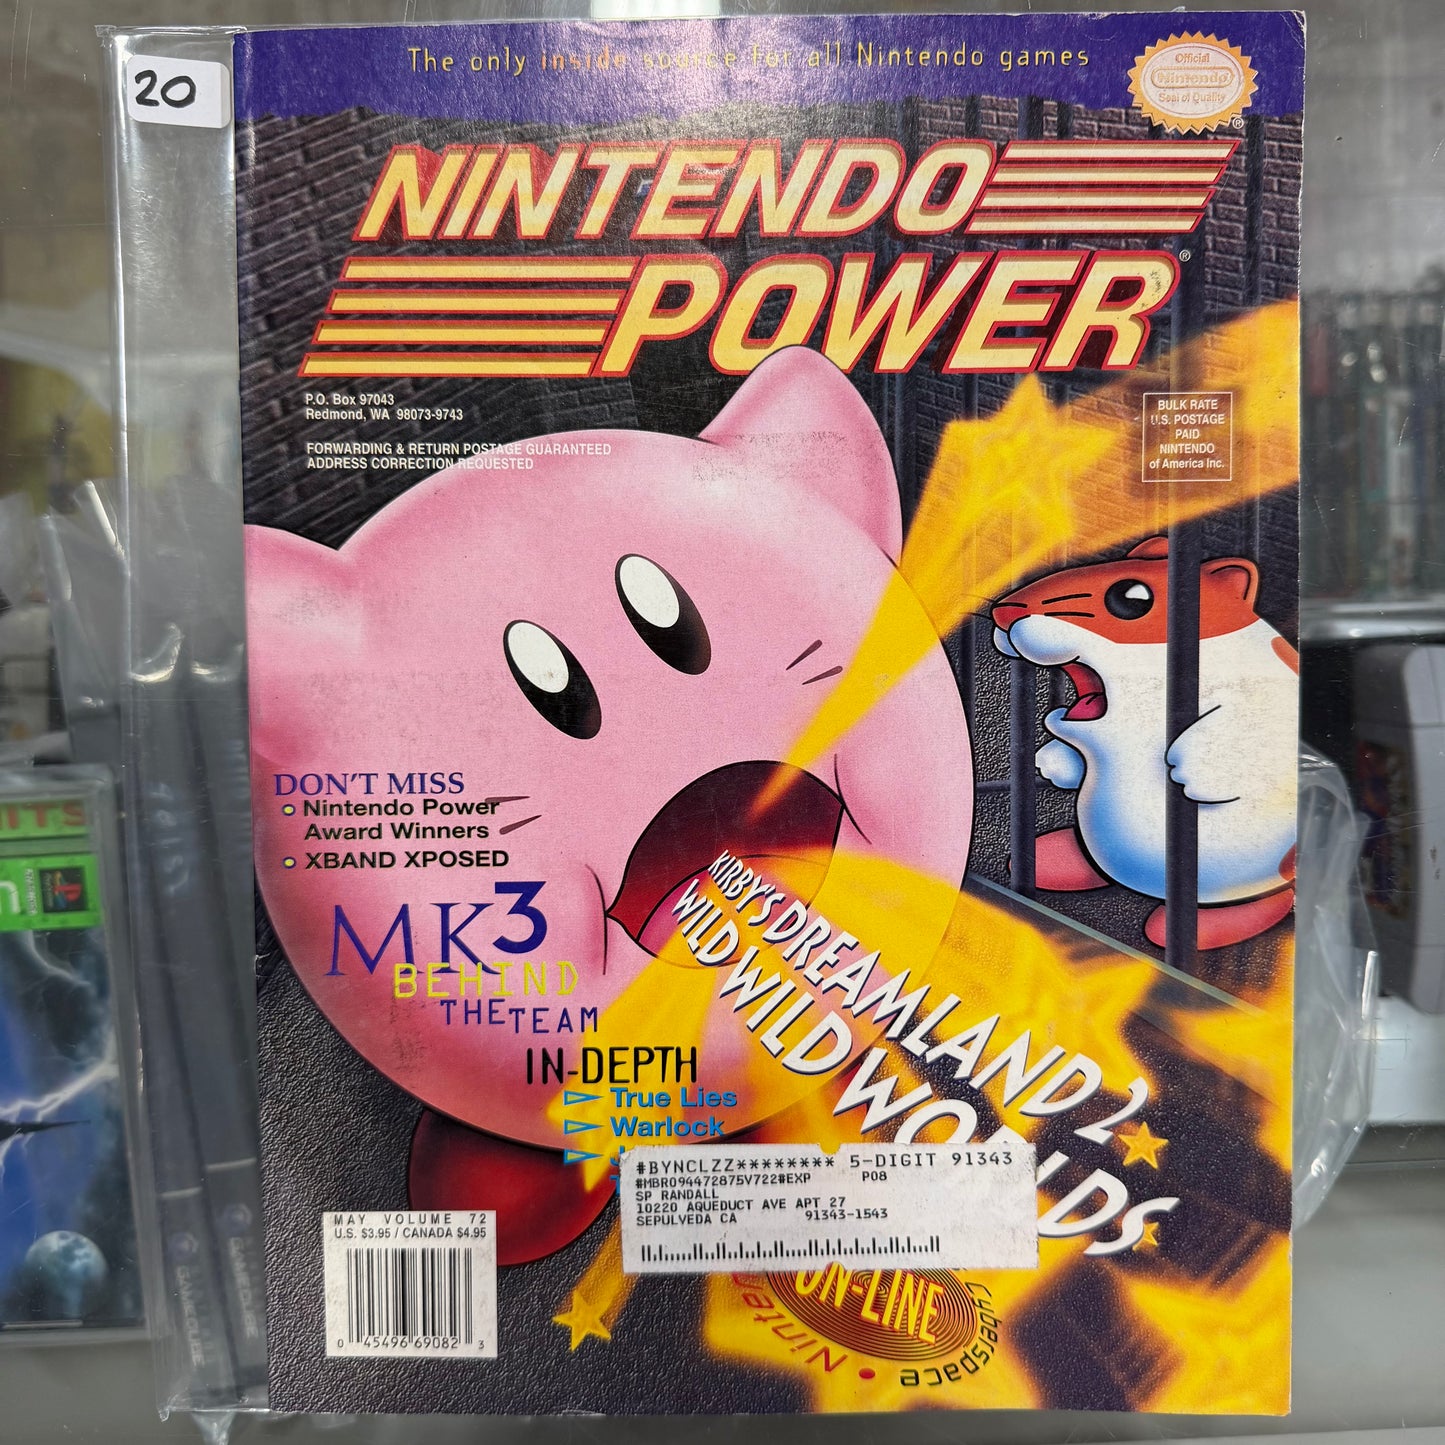 20
The only inside source for all Nintendo games
Official
Nintendo
Seal of Quality
NINTENDO
POWER
P.O. Box 97043
Redmond, WA 98073-9743
FORWARDING & RETURN POSTAGE GUARANTEED
ADDRESS CORRECTION REQUESTED
BULK RATE
U.S. POSTAGE
PAID
NINTENDO
of America Inc.
DON'T MISS
Nintendo Power
Award Winners
XBAND XPOSED
MK3
BEHIND
THE TEAM
IN-DEPTH
True Lies
Warlock
KIRBY'S DREAMLAND 2
WILD WILD WORLDS
#BYNCLZZ******** 5-DIGIT 91343
#MBR094472875V722#EXP P08
SP RANDALL
10220 AQUEDUCT AVE APT 27
SEPULVEDA CA 91343-1543
MAY VOLUME 72
U.S. $3.95 / CANADA $4.95
0 45496 69082 3
ON-LINE
Cyberspace
GAMECUBE
GAMECUBE